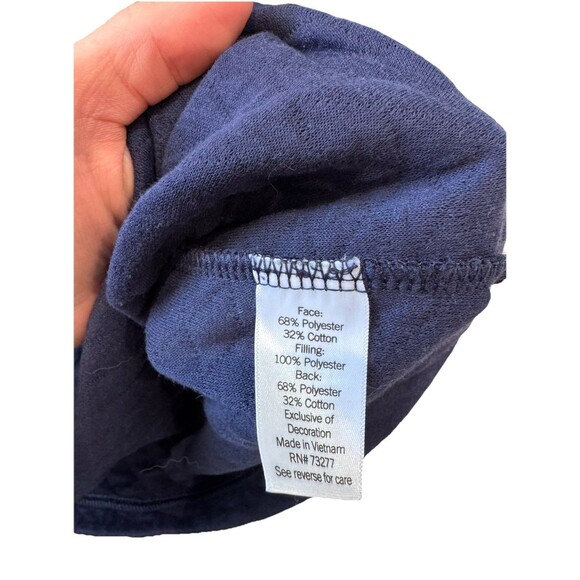 Face:
68% Polyester
32% Cotton
Filling:
100% Polyester
Back:
68% Polyester
32% Cotton
Exclusive of
Decoration
Made in Vietnam
RN# 73277
See reverse for care